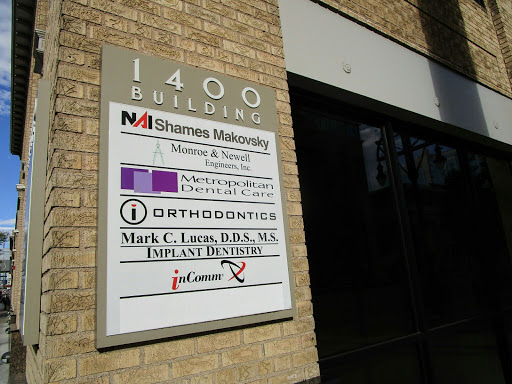 1400
BUILDING
NAI Shames Makovsky
Monroe & Newell
Engineers, Inc.
Metropolitan
Dental Care
i ORTHODONTICS
Mark C. Lucas, D.D.S., M.S.
IMPLANT DENTISTRY
inComm